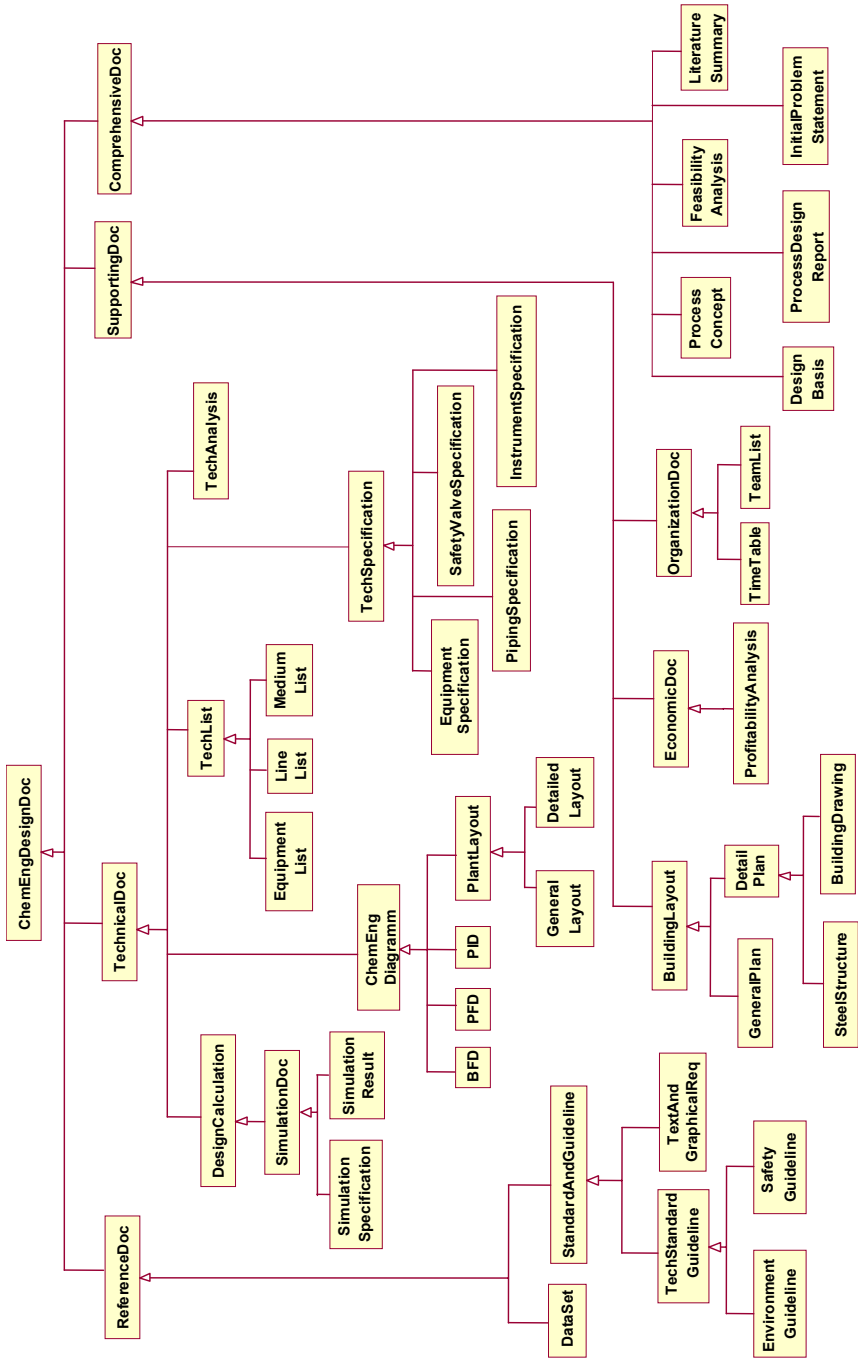 ChemEngDesignDoc
ReferenceDoc
TechnicalDoc
SupportingDoc
ComprehensiveDoc
DesignCalculation
TechList
TechAnalysis
SimulationDoc
Equipment
List
Line
List
Medium
List
Simulation
Specification
Simulation
Result
ChemEng
Diagramm
TechSpecification
BFD
PFD
PID
PlantLayout
Equipment
Specification
SafetyValveSpecification
General
Layout
Detailed
Layout
PipingSpecification
InstrumentSpecification
DataSet
StandardAndGuideline
BuildingLayout
EconomicDoc
OrganizationDoc
Process
Concept
Feasibility
Analysis
Literature
Summary
TechStandard
Guideline
TextAnd
GraphicalReq
GeneralPlan
Detail
Plan
ProfitabilityAnalysis
TimeTable
TeamList
Design
Basis
ProcessDesign
Report
InitialProblem
Statement
Environment
Guideline
Safety
Guideline
SteelStructure
BuildingDrawing